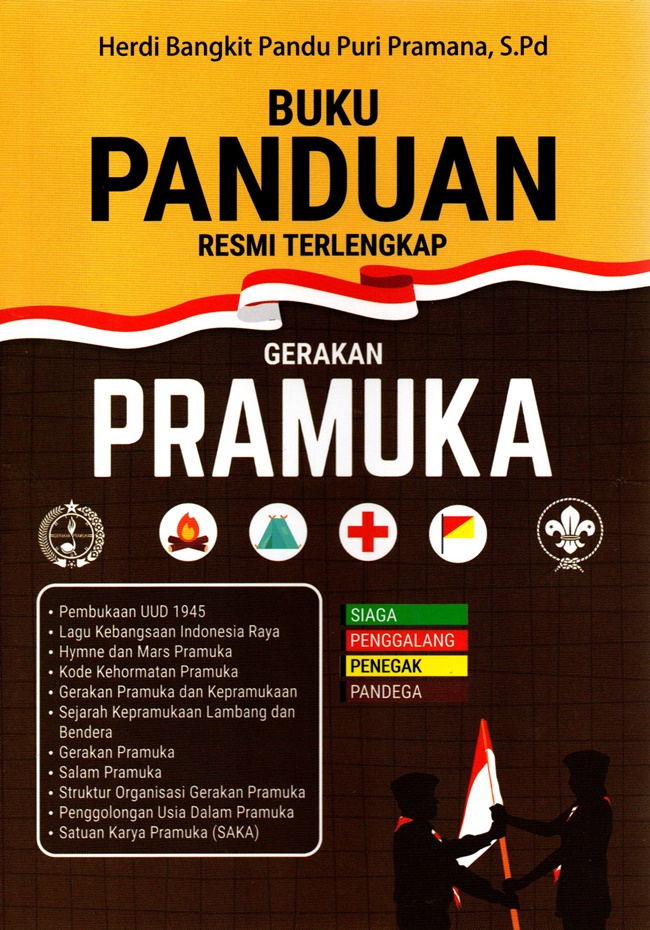 Herdi Bangkit Pandu Puri Pramana, S.Pd
BUKU
PANDUAN
RESMI TERLENGKAP
GERAKAN
PRAMUKA
GERAKAN PRAMUKA
• Pembukaan UUD 1945
• Lagu Kebangsaan Indonesia Raya
• Hymne dan Mars Pramuka
• Kode Kehormatan Pramuka
• Gerakan Pramuka dan Kepramukaan
• Sejarah Kepramukaan Lambang dan
Bendera
• Gerakan Pramuka
• Salam Pramuka
• Struktur Organisasi Gerakan Pramuka
• Penggolongan Usia Dalam Pramuka
• Satuan Karya Pramuka (SAKA)
SIAGA
PENGGALANG
PENEGAK
PANDEGA